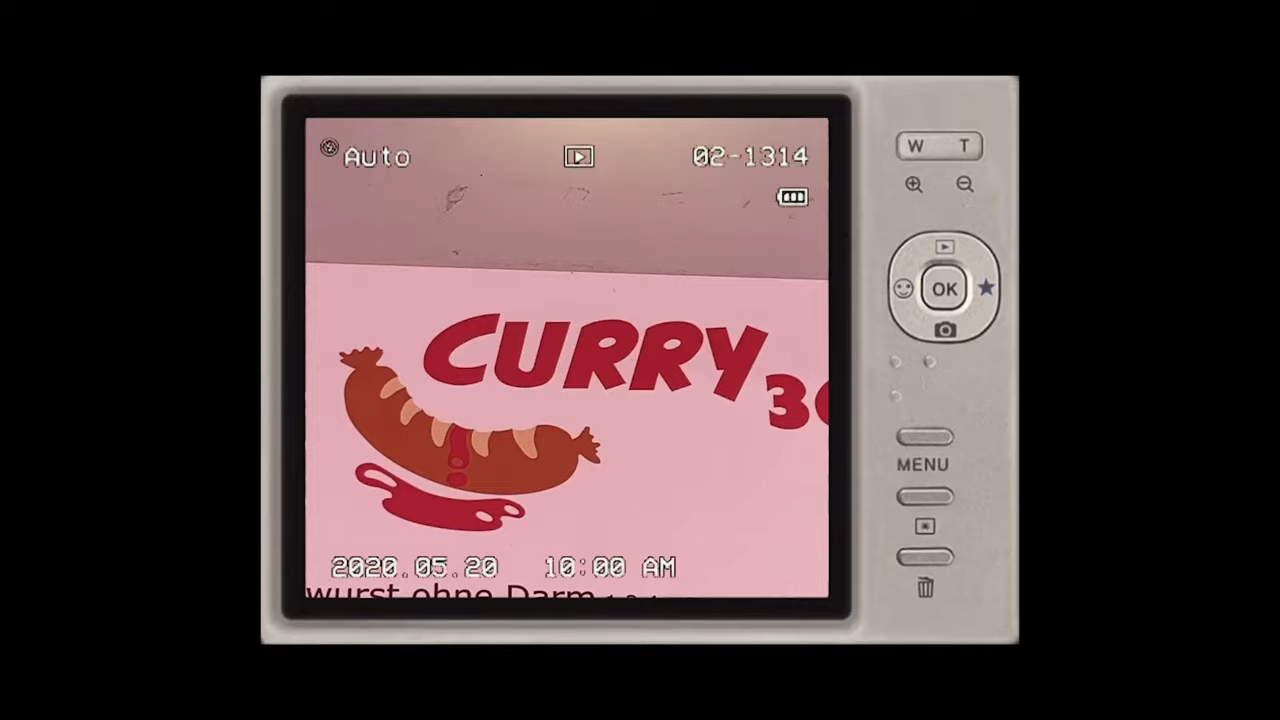 Auto
02-1314
W T
CURRY
OK
2020.05.20 10:00 AM
MENU
wurst ohne Darm